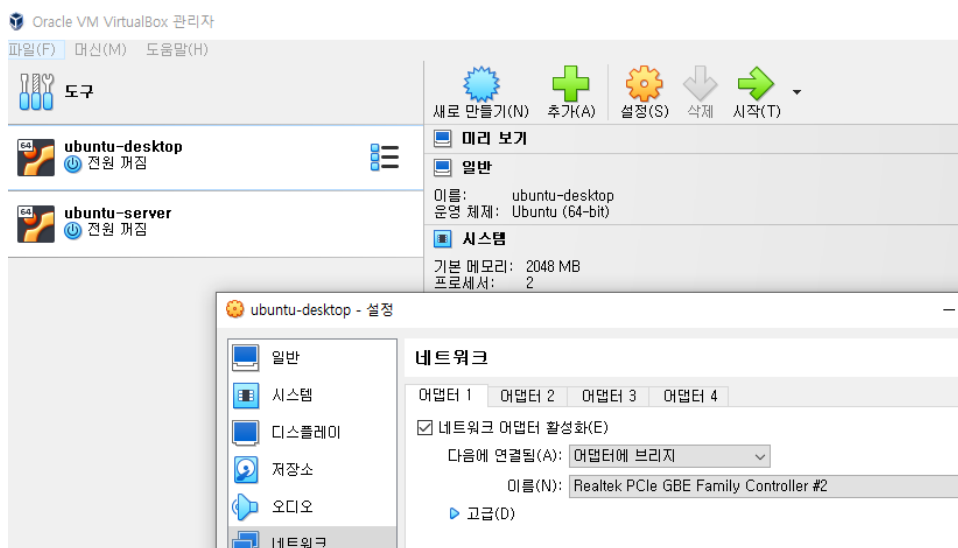 Oracle VM VirtualBox 관리자
파일(F) 머신(M) 도움말(H)
도구
새로 만들기(N) 추가(A) 설정(S) 삭제 시작(T)
64 ubuntu-desktop
전원 꺼짐
64 ubuntu-server
전원 꺼짐
미리 보기
일반
이름: ubuntu-desktop
운영 체제: Ubuntu (64-bit)
시스템
기본 메모리: 2048 MB
프로세서: 2
ubuntu-desktop - 설정
일반
시스템
디스플레이
저장소
오디오
네트워크
네트워크
어댑터 1 어댑터 2 어댑터 3 어댑터 4
네트워크 어댑터 활성화(E)
다음에 연결됨(A): 어댑터에 브리지
이름(N): Realtek PCIe GBE Family Controller #2
고급(D)